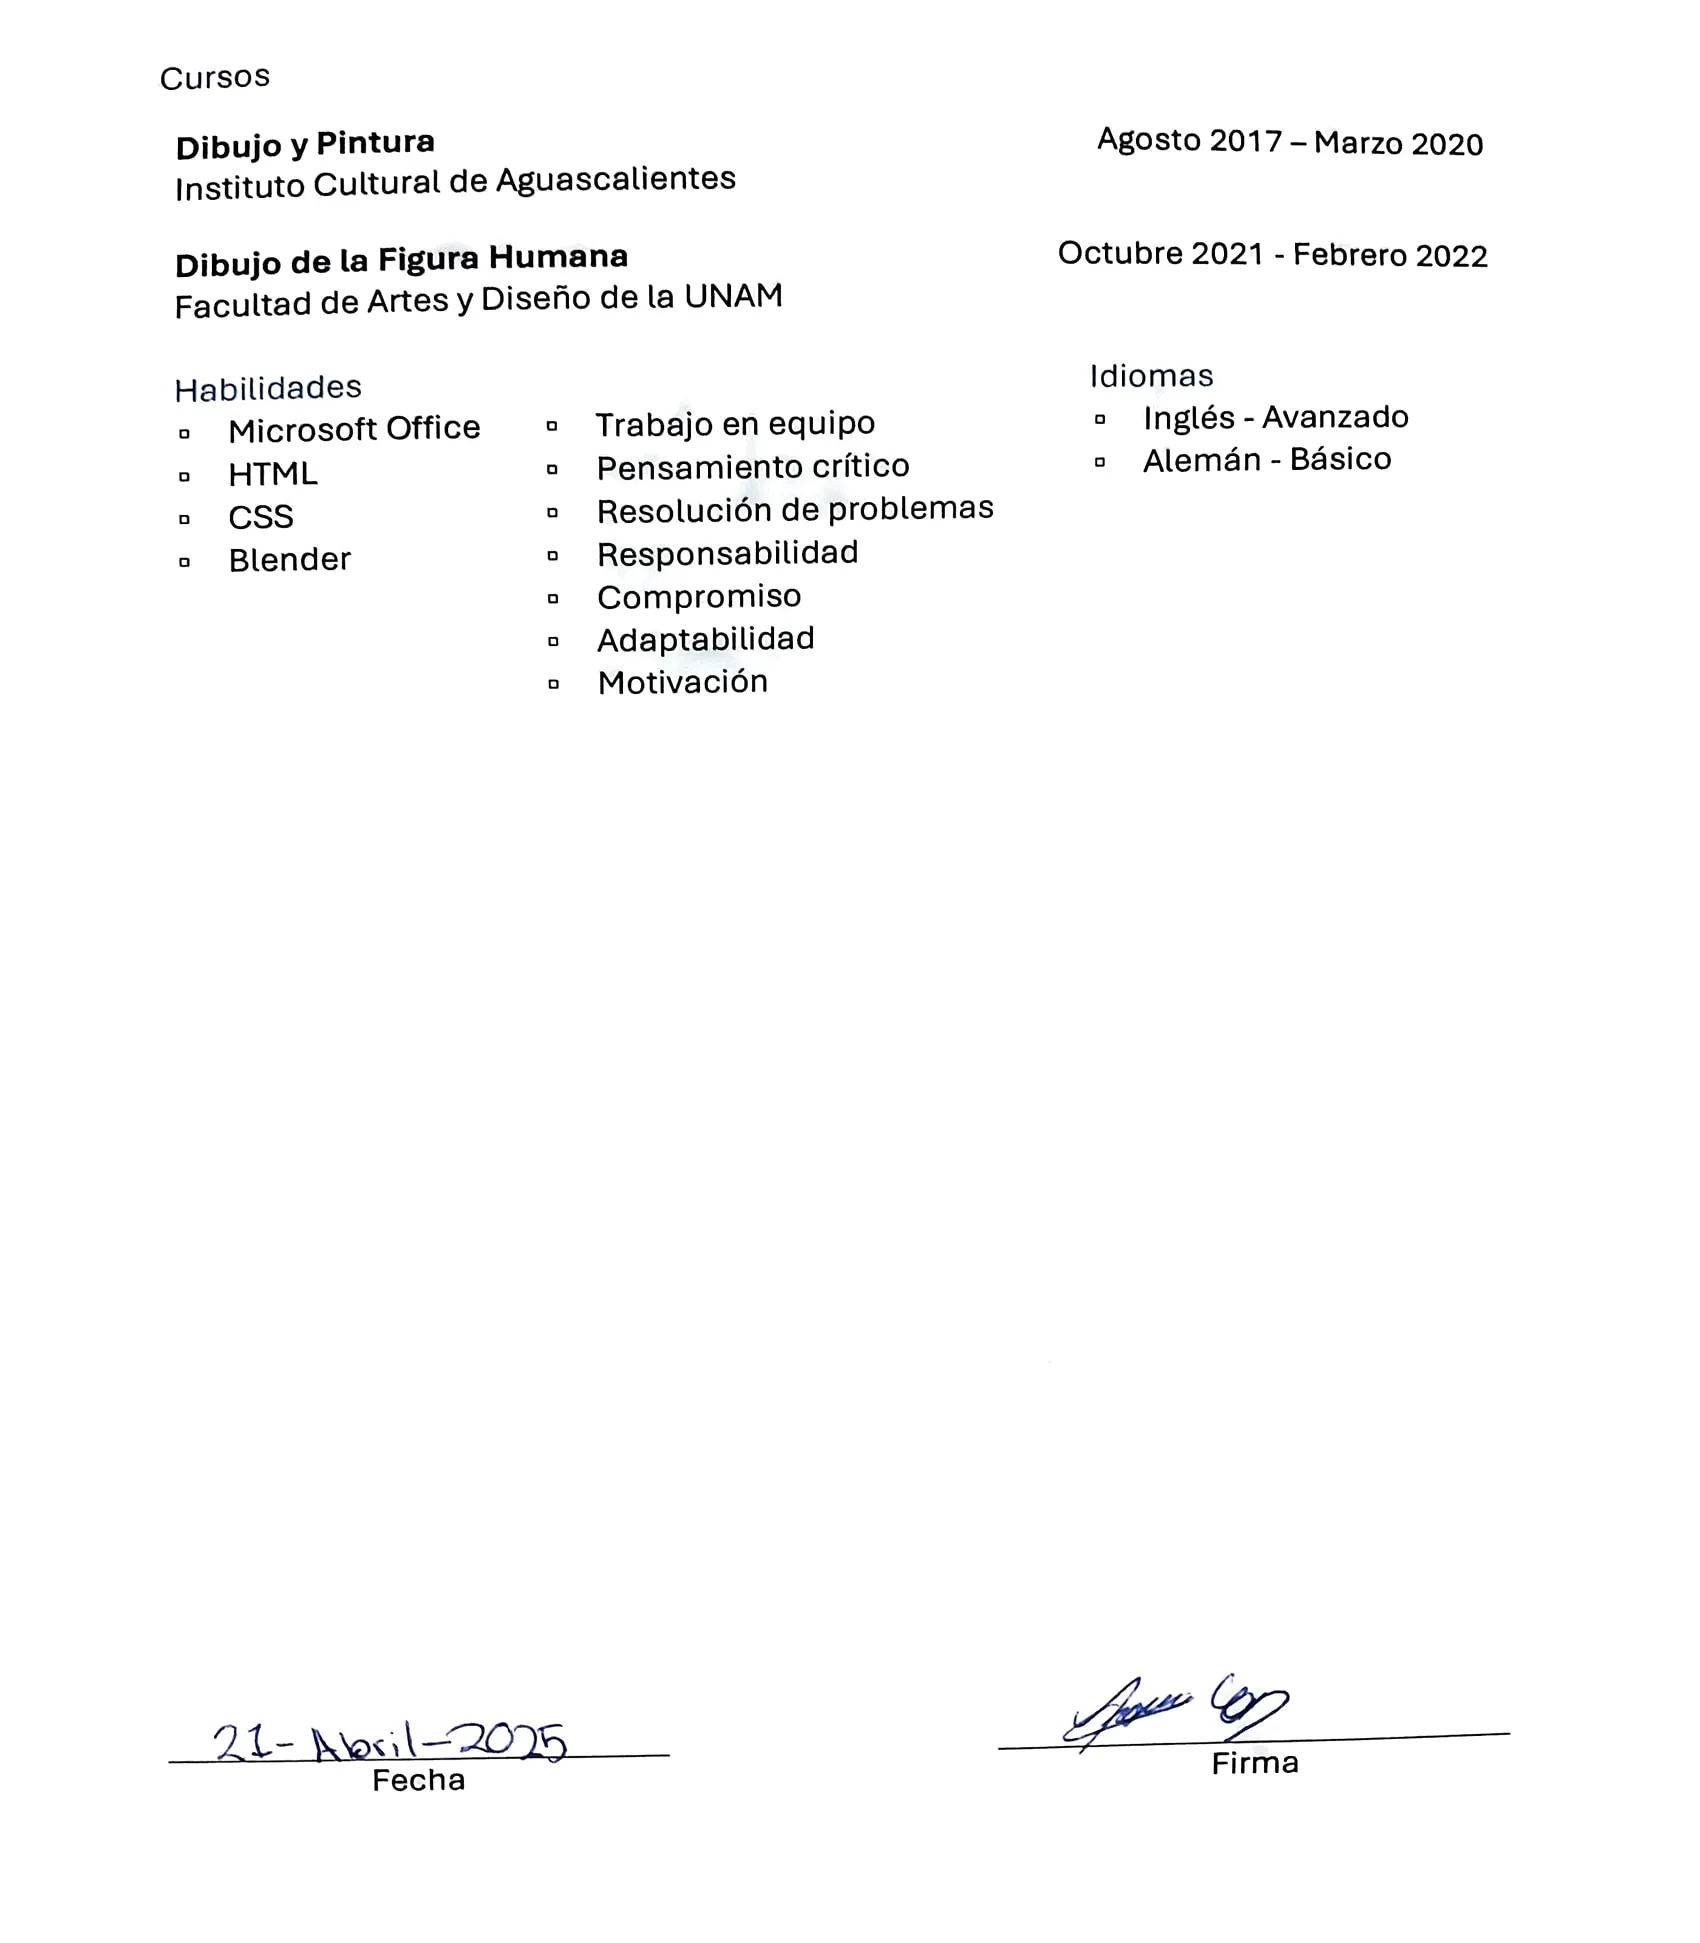 Cursos
Dibujo y Pintura Agosto 2017 – Marzo 2020
Instituto Cultural de Aguascalientes
Dibujo de la Figura Humana Octubre 2021 - Febrero 2022
Facultad de Artes y Diseño de la UNAM
Habilidades
Microsoft Office
HTML
CSS
Blender
Trabajo en equipo
Pensamiento crítico
Resolución de problemas
Responsabilidad
Compromiso
Adaptabilidad
Motivación
Idiomas
Inglés - Avanzado
Alemán - Básico
21-Abril-2025
Fecha
Firma